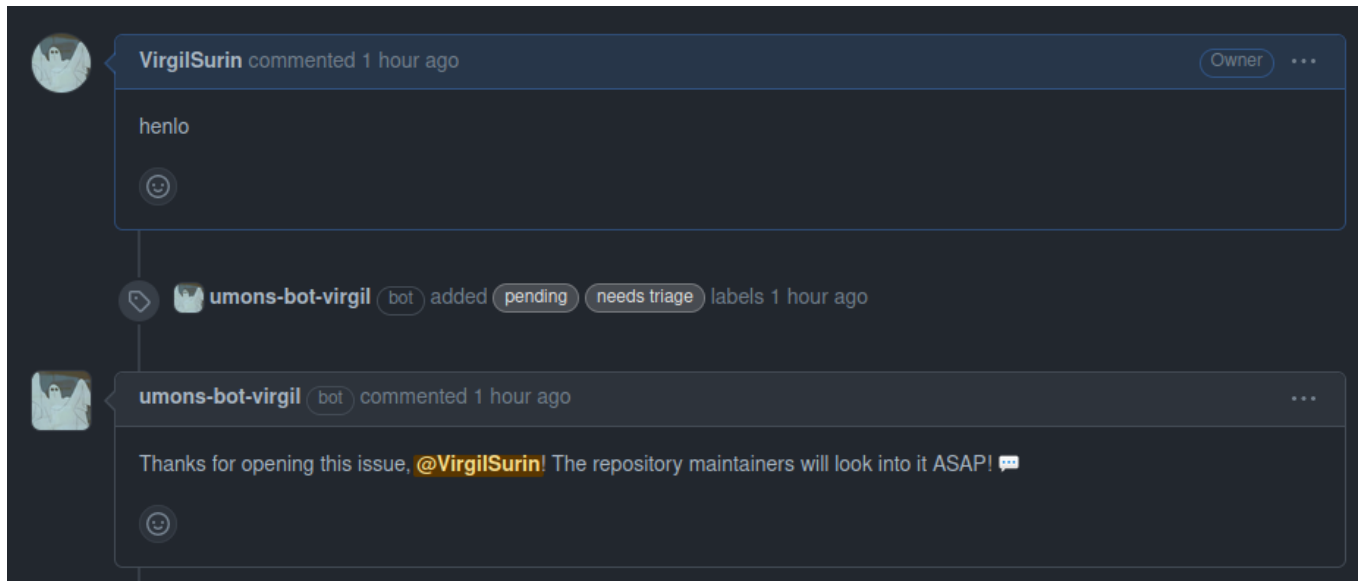 VirgilSurin commented 1 hour ago Owner
henlo
umons-bot-virgil bot added pending needs triage labels 1 hour ago
umons-bot-virgil bot commented 1 hour ago
Thanks for opening this issue, @VirgilSurin! The repository maintainers will look into it ASAP! 💬